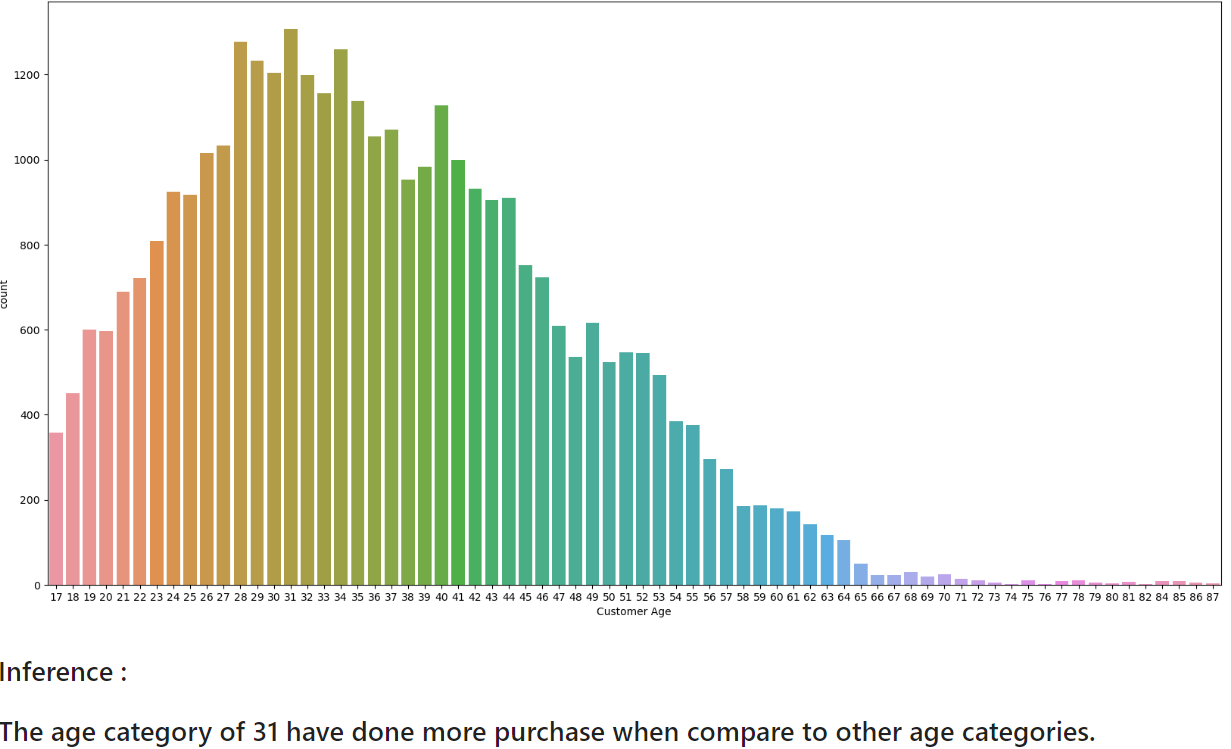 1200
1000
800
count
600
400
200
0
17 18 19 20 21 22 23 24 25 26 27 28 29 30 31 32 33 34 35 36 37 38 39 40 41 42 43 44 45 46 47 48 49 50 51 52 53 54 55 56 57 58 59 60 61 62 63 64 65 66 67 68 69 70 71 72 73 74 75 76 77 78 79 80 81 82 84 85 86 87
Customer Age
Inference :
The age category of 31 have done more purchase when compare to other age categories.